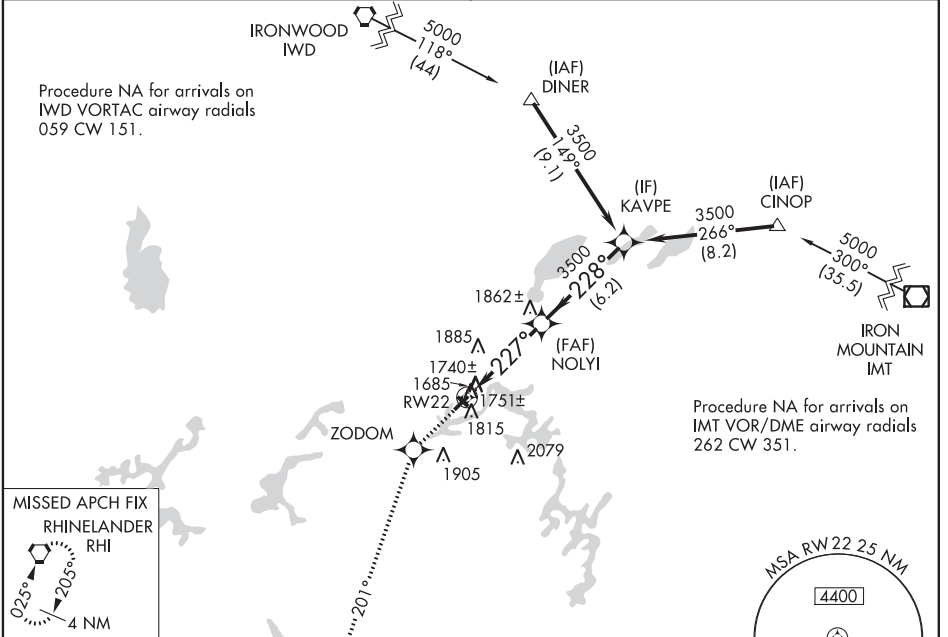 IRONWOOD
IWD
5000
118°
(44)
Procedure NA for arrivals on
IWD VORTAC airway radials
059 CW 151.
(IAF)
DINER
3500
149°
(9.1)
(IF)
KAVPE
(IAF)
CINOP
3500
266°
(8.2)
5000
300°
(35.5)
IRON
MOUNTAIN
IMT
3500
228°
(6.2)
1862±
(FAF)
NOLYI
227°
1885
1740±
1685
RW22
1751±
1815
ZODOM
1905
2079
Procedure NA for arrivals on
IMT VOR/DME airway radials
262 CW 351.
MISSED APCH FIX
RHINELANDER
RHI
025°
205°
4 NM
201°
MSA RW22 25 NM
4400